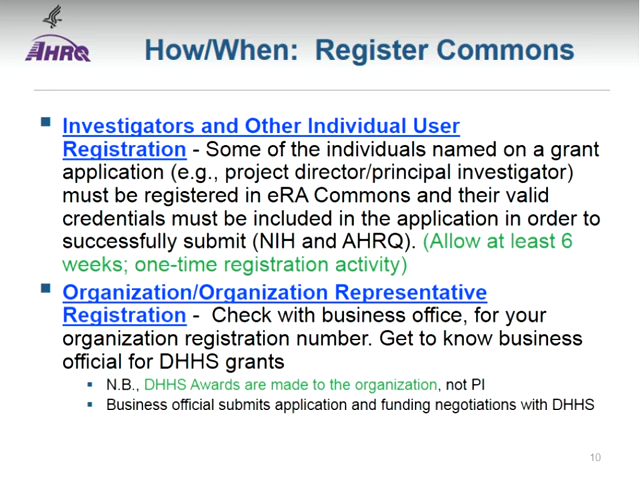 AHRQ
How/When: Register Commons
Investigators and Other Individual User
Registration - Some of the individuals named on a grant
application (e.g., project director/principal investigator)
must be registered in eRA Commons and their valid
credentials must be included in the application in order to
successfully submit (NIH and AHRQ). (Allow at least 6
weeks; one-time registration activity)
Organization/Organization Representative
Registration - Check with business office, for your
organization registration number. Get to know business
official for DHHS grants
N.B., DHHS Awards are made to the organization, not PI
Business official submits application and funding negotiations with DHHS
10